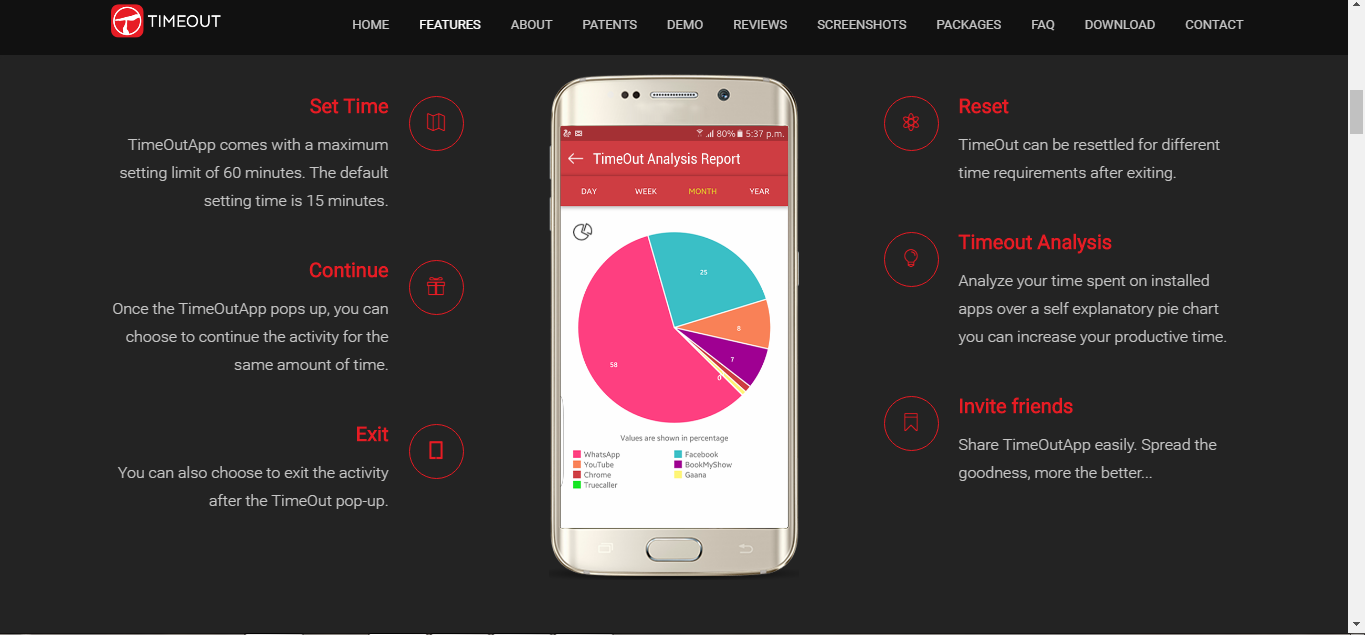 TIMEOUT
HOME FEATURES ABOUT PATENTS DEMO REVIEWS SCREENSHOTS PACKAGES FAQ DOWNLOAD CONTACT
Set Time
TimeOutApp comes with a maximum
setting limit of 60 minutes. The default
setting time is 15 minutes.
Continue
Once the TimeOutApp pops up, you can
choose to continue the activity for the
same amount of time.
Exit
You can also choose to exit the activity
after the TimeOut pop-up.
80% 5:37 p.m.
TimeOut Analysis Report
DAY WEEK MONTH YEAR
25
8
7
0
58
Values are shown in percentage
WhatsApp Facebook
YouTube BookMyShow
Chrome Gaana
Truecaller
Reset
TimeOut can be resettled for different
time requirements after exiting.
Timeout Analysis
Analyze your time spent on installed
apps over a self explanatory pie chart
you can increase your productive time.
Invite friends
Share TimeOutApp easily. Spread the
goodness, more the better...